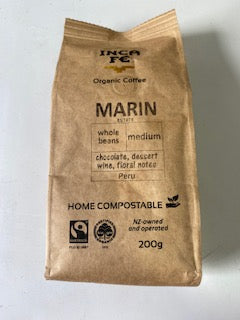 INCA
FE
Organic Coffee
MARIN
ESTATE
whole
beans
medium
chocolate, dessert
wine, floral notes
Peru
HOME COMPOSTABLE
NZ-owned
and operated
FAIRTRADE
200g